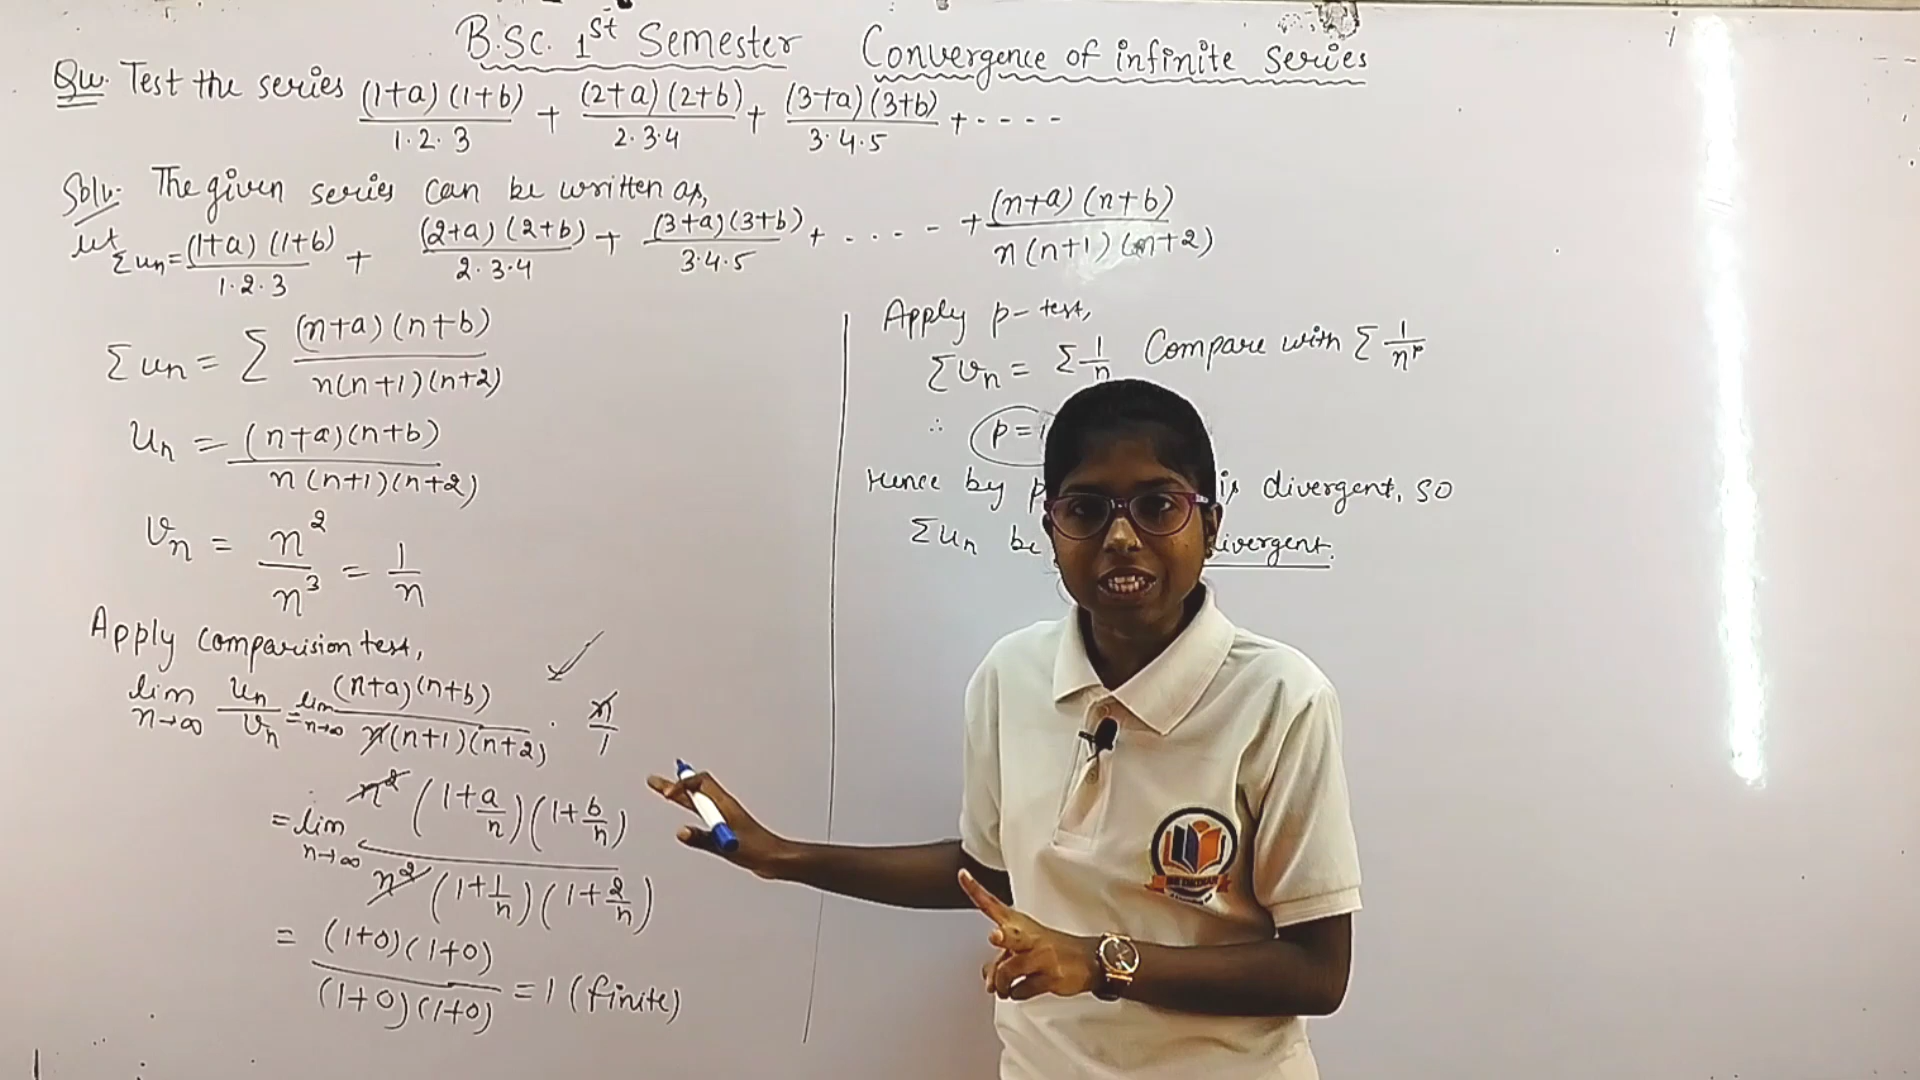 B.Sc. 1st Semester Convergence of infinite series
Qu. Test the series (1+a)(1+b)/1·2·3 + (2+a)(2+b)/2·3·4 + (3+a)(3+b)/3·4·5 + ----
Solu. The given series can be written as,
let Σun = (1+a)(1+b)/1·2·3 + (2+a)(2+b)/2·3·4 + (3+a)(3+b)/3·4·5 + ---- + (n+a)(n+b)/n(n+1)(n+2)
Σun = Σ (n+a)(n+b)/n(n+1)(n+2)
un = (n+a)(n+b)/n(n+1)(n+2)
vn = n²/n³ = 1/n
Apply comparision test,
lim n→∞ un/vn = lim n→∞ (n+a)(n+b)/n(n+1)(n+2) · n/1
= lim n→∞ n²(1+a/n)(1+b/n)/n²(1+1/n)(1+2/n)
= (1+0)(1+0)/(1+0)(1+0) = 1 (finite)
Apply p-test,
Σvn = Σ1/n Compare with Σ 1/nᵖ
∴ p=1
Hence by p is divergent, so
Σun be divergent.